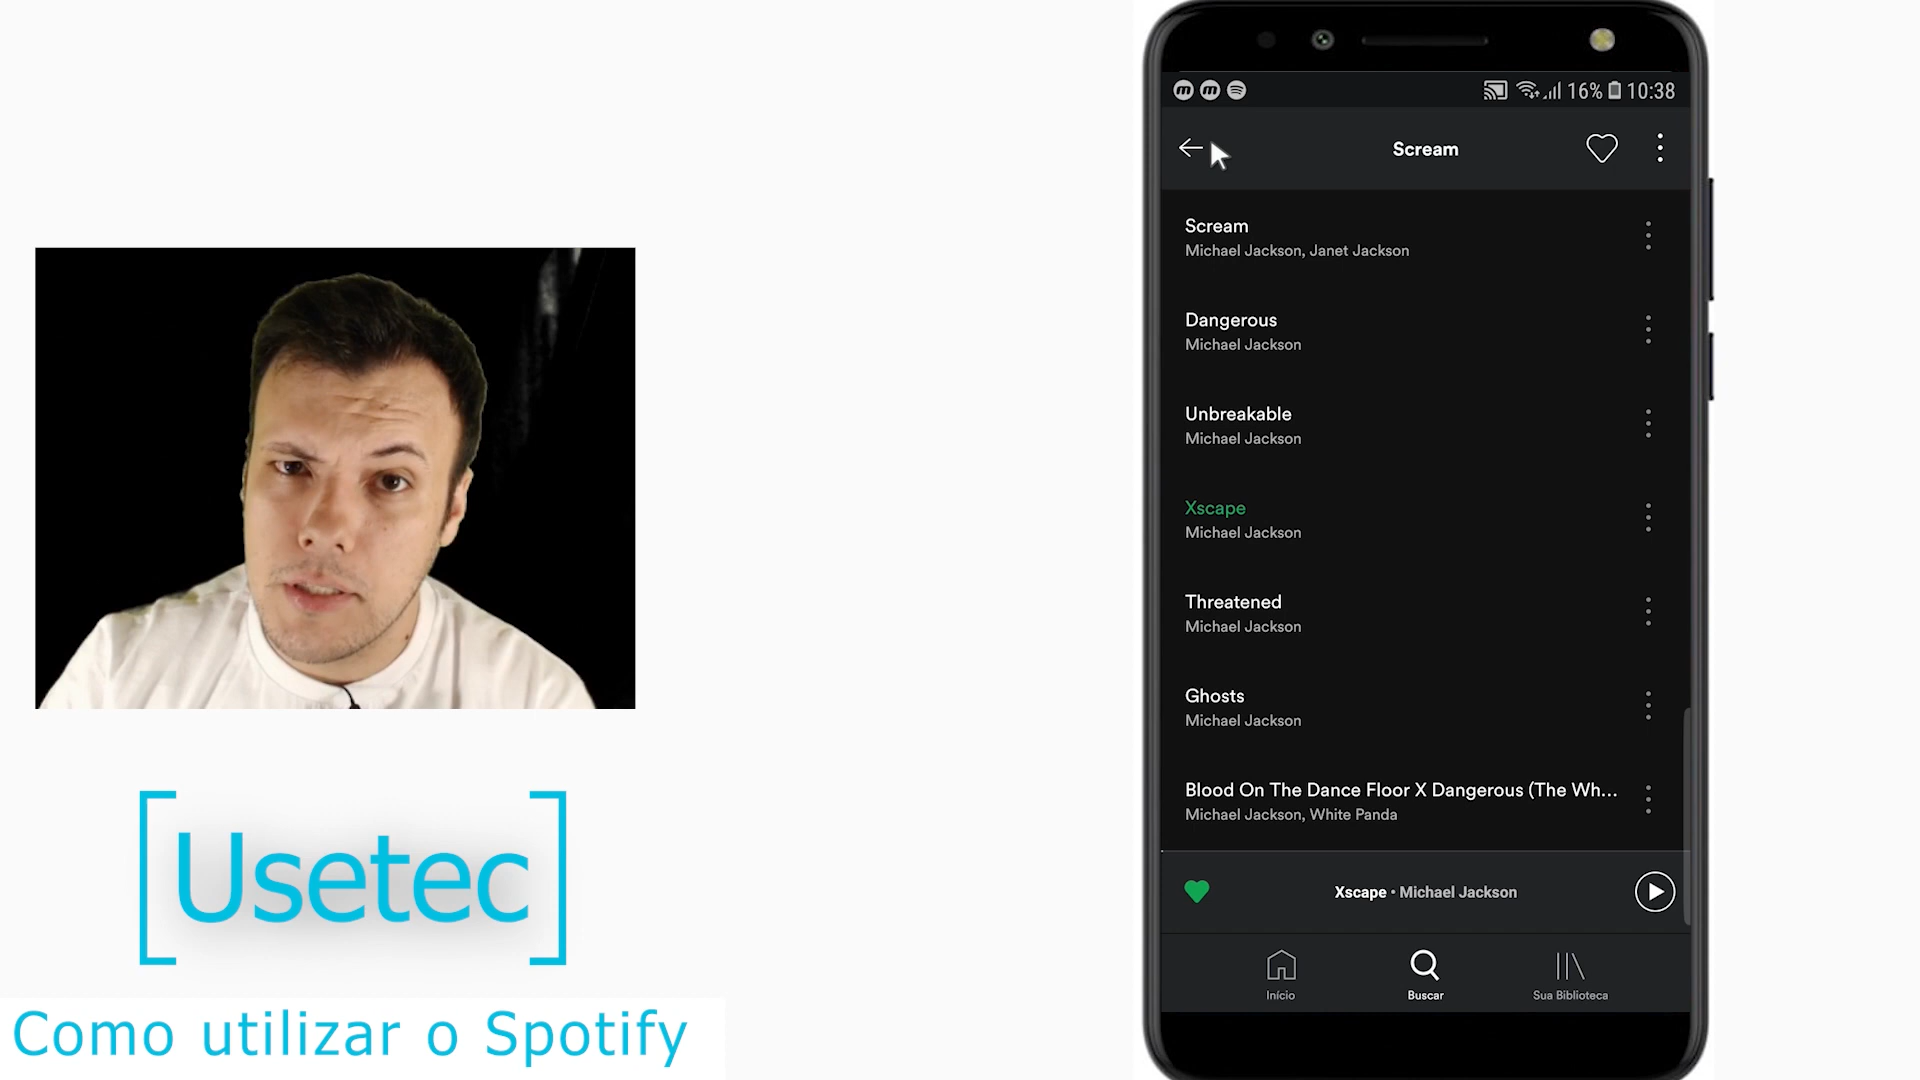 16% 10:38
Scream
Scream
Michael Jackson, Janet Jackson
Dangerous
Michael Jackson
Unbreakable
Michael Jackson
Xscape
Michael Jackson
Threatened
Michael Jackson
Ghosts
Michael Jackson
Blood On The Dance Floor X Dangerous (The Wh...
Michael Jackson, White Panda
Xscape • Michael Jackson
Início Buscar Sua Biblioteca
[Usetec]
Como utilizar o Spotify